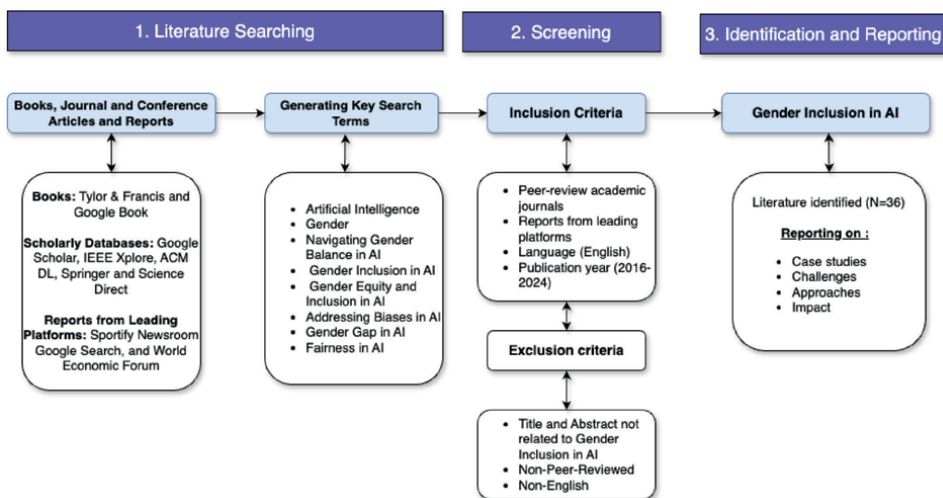 1. Literature Searching
2. Screening
3. Identification and Reporting
Books, Journal and Conference
Articles and Reports
Generating Key Search
Terms
Inclusion Criteria
Gender Inclusion in AI
Books: Tylor & Francis and
Google Book
Scholarly Databases: Google
Scholar, IEEE Xplore, ACM
DL, Springer and Science
Direct
Reports from Leading
Platforms: Sportify Newsroom
Google Search, and World
Economic Forum
• Artificial Intelligence
• Gender
• Navigating Gender
Balance in AI
• Gender Inclusion in AI
• Gender Equity and
Inclusion in AI
• Addressing Biases in AI
• Gender Gap in AI
• Fairness in AI
• Peer-review academic
journals
• Reports from leading
platforms
• Language (English)
• Publication year (2016-
2024)
Exclusion criteria
• Title and Abstract not
related to Gender
Inclusion in AI
• Non-Peer-Reviewed
• Non-English
Literature identified (N=36)
Reporting on :
• Case studies
• Challenges
• Approaches
• Impact